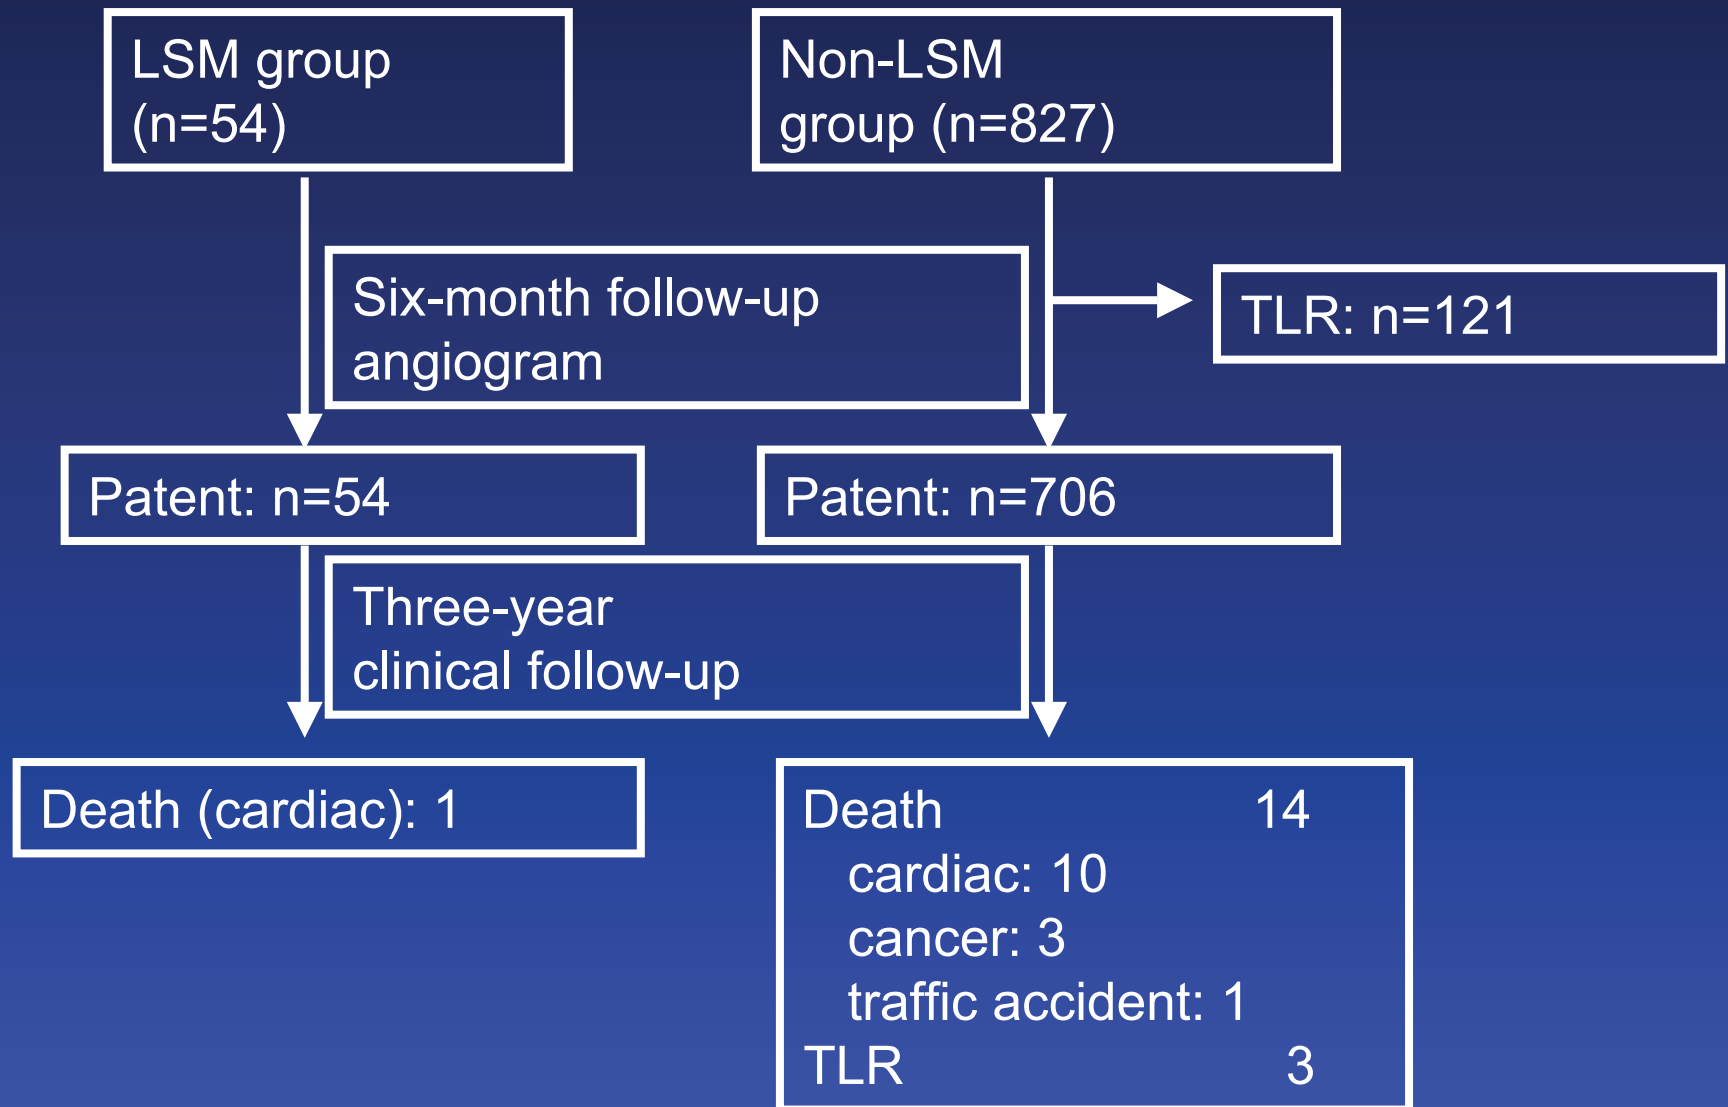 LSM group
(n=54)
Non-LSM
group (n=827)
Six-month follow-up
angiogram
TLR: n=121
Patent: n=54
Patent: n=706
Three-year
clinical follow-up
Death (cardiac): 1
Death 14
cardiac: 10
cancer: 3
traffic accident: 1
TLR 3